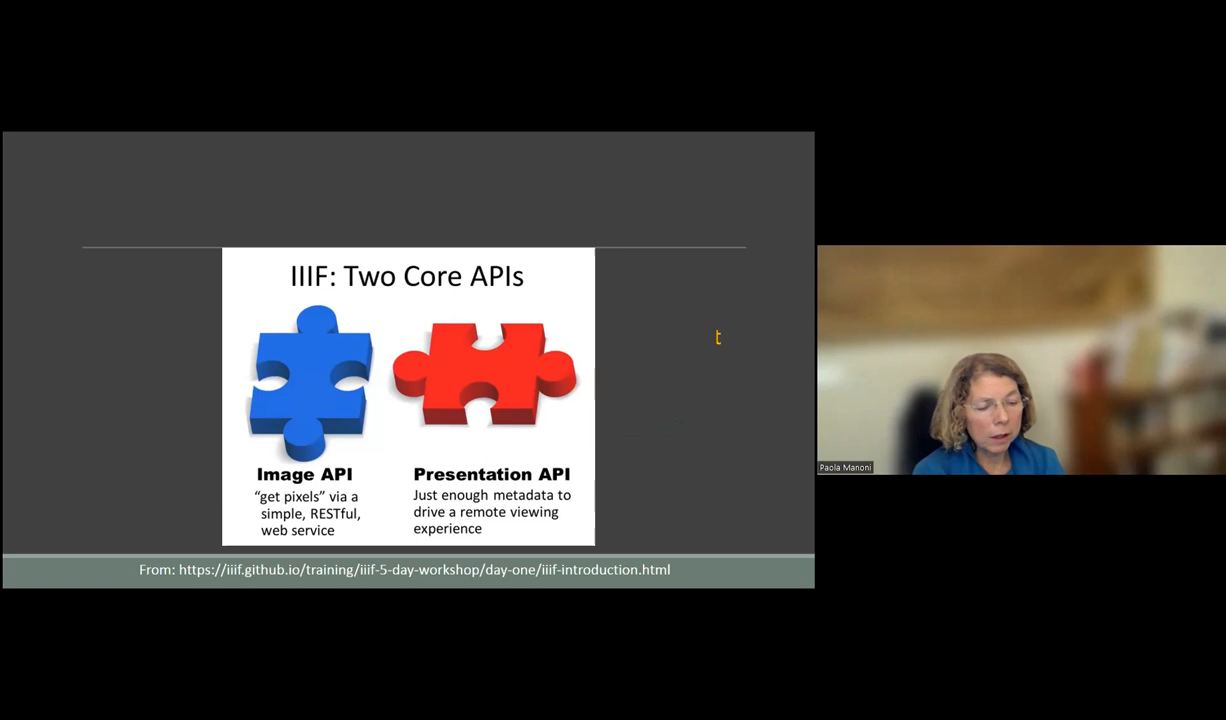 IIIF: Two Core APIs
Image API
"get pixels" via a
simple, RESTful,
web service
Presentation API
Just enough metadata to
drive a remote viewing
experience
t
From: https://iiif.github.io/training/iiif-5-day-workshop/day-one/iiif-introduction.html
Paola Manoni